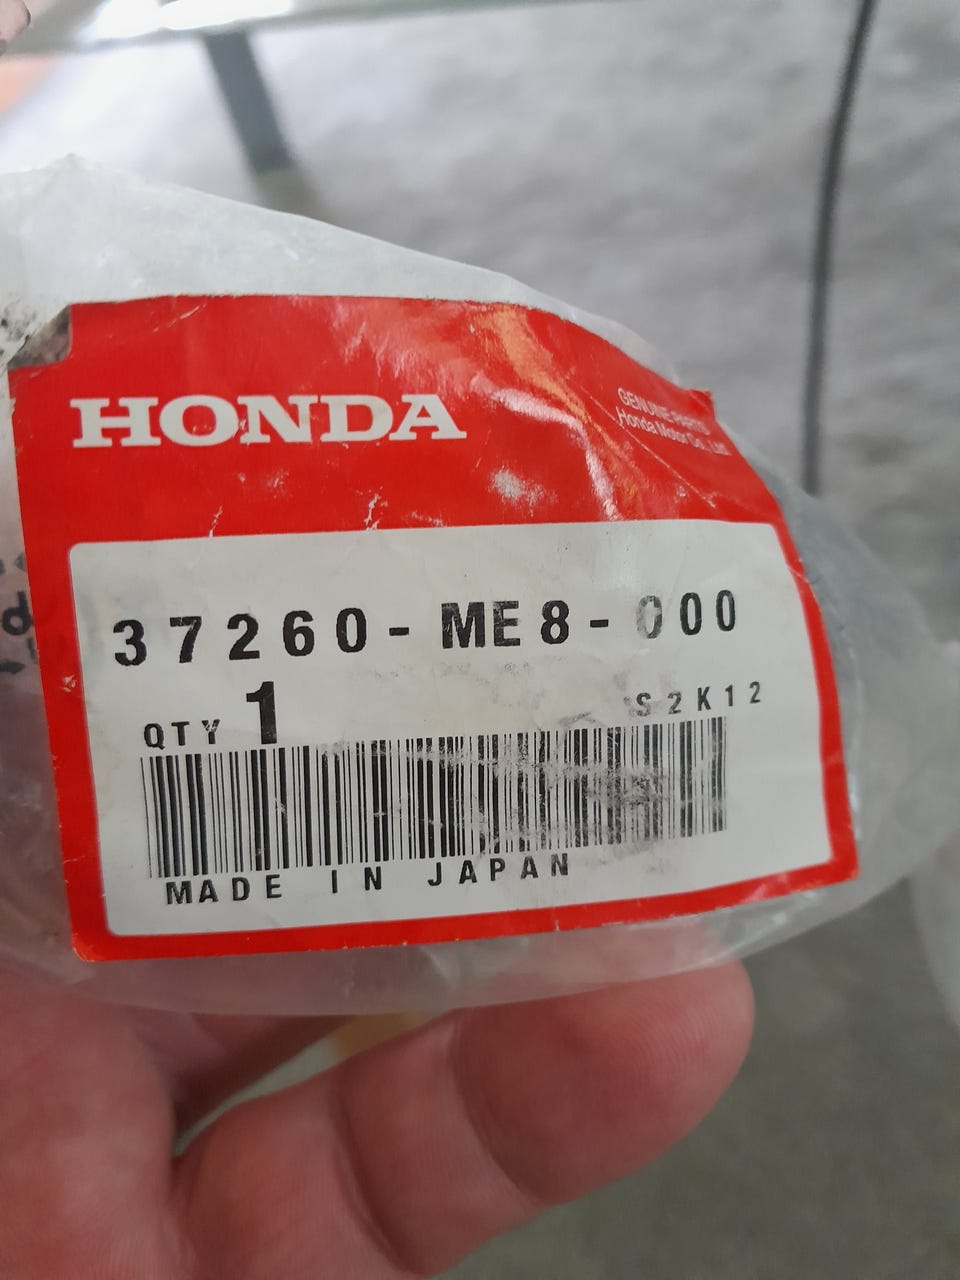 HONDA
GENUINE PARTS
Honda Motor Co., Ltd.
37260-ME8-000
QTY 1
S2K12
MADE IN JAPAN